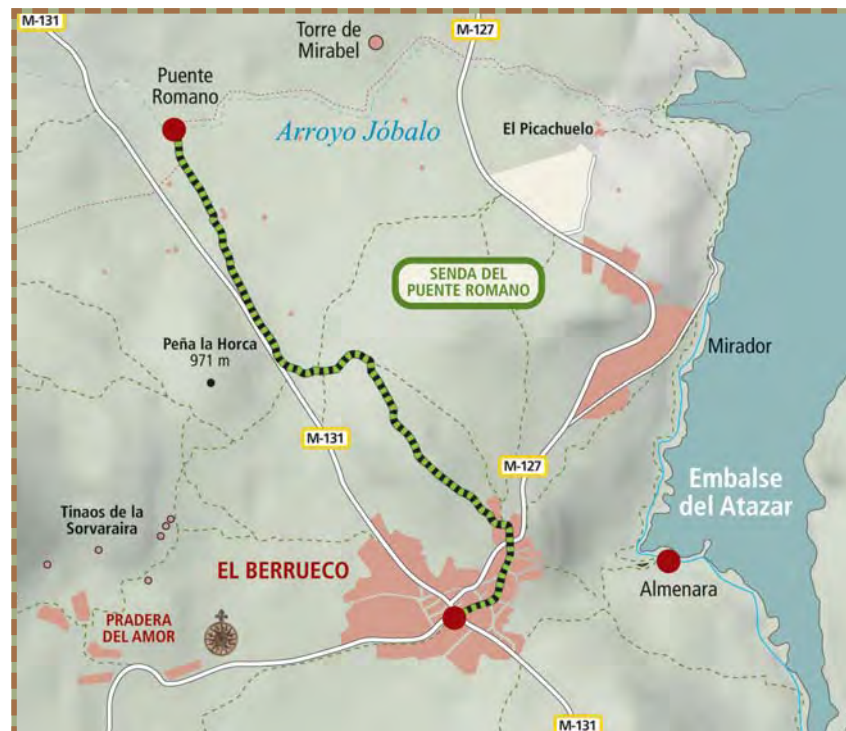 M-131
Torre de
Mirabel
M-127
Puente
Romano
Arroyo Jóbalo
El Picachuelo
SENDA DEL
PUENTE ROMANO
Peña la Horca
971 m
Mirador
M-131
M-127
Embalse
del Atazar
Tinaos de la
Sorvaraira
EL BERRUECO
Almenara
PRADERA
DEL AMOR
M-131